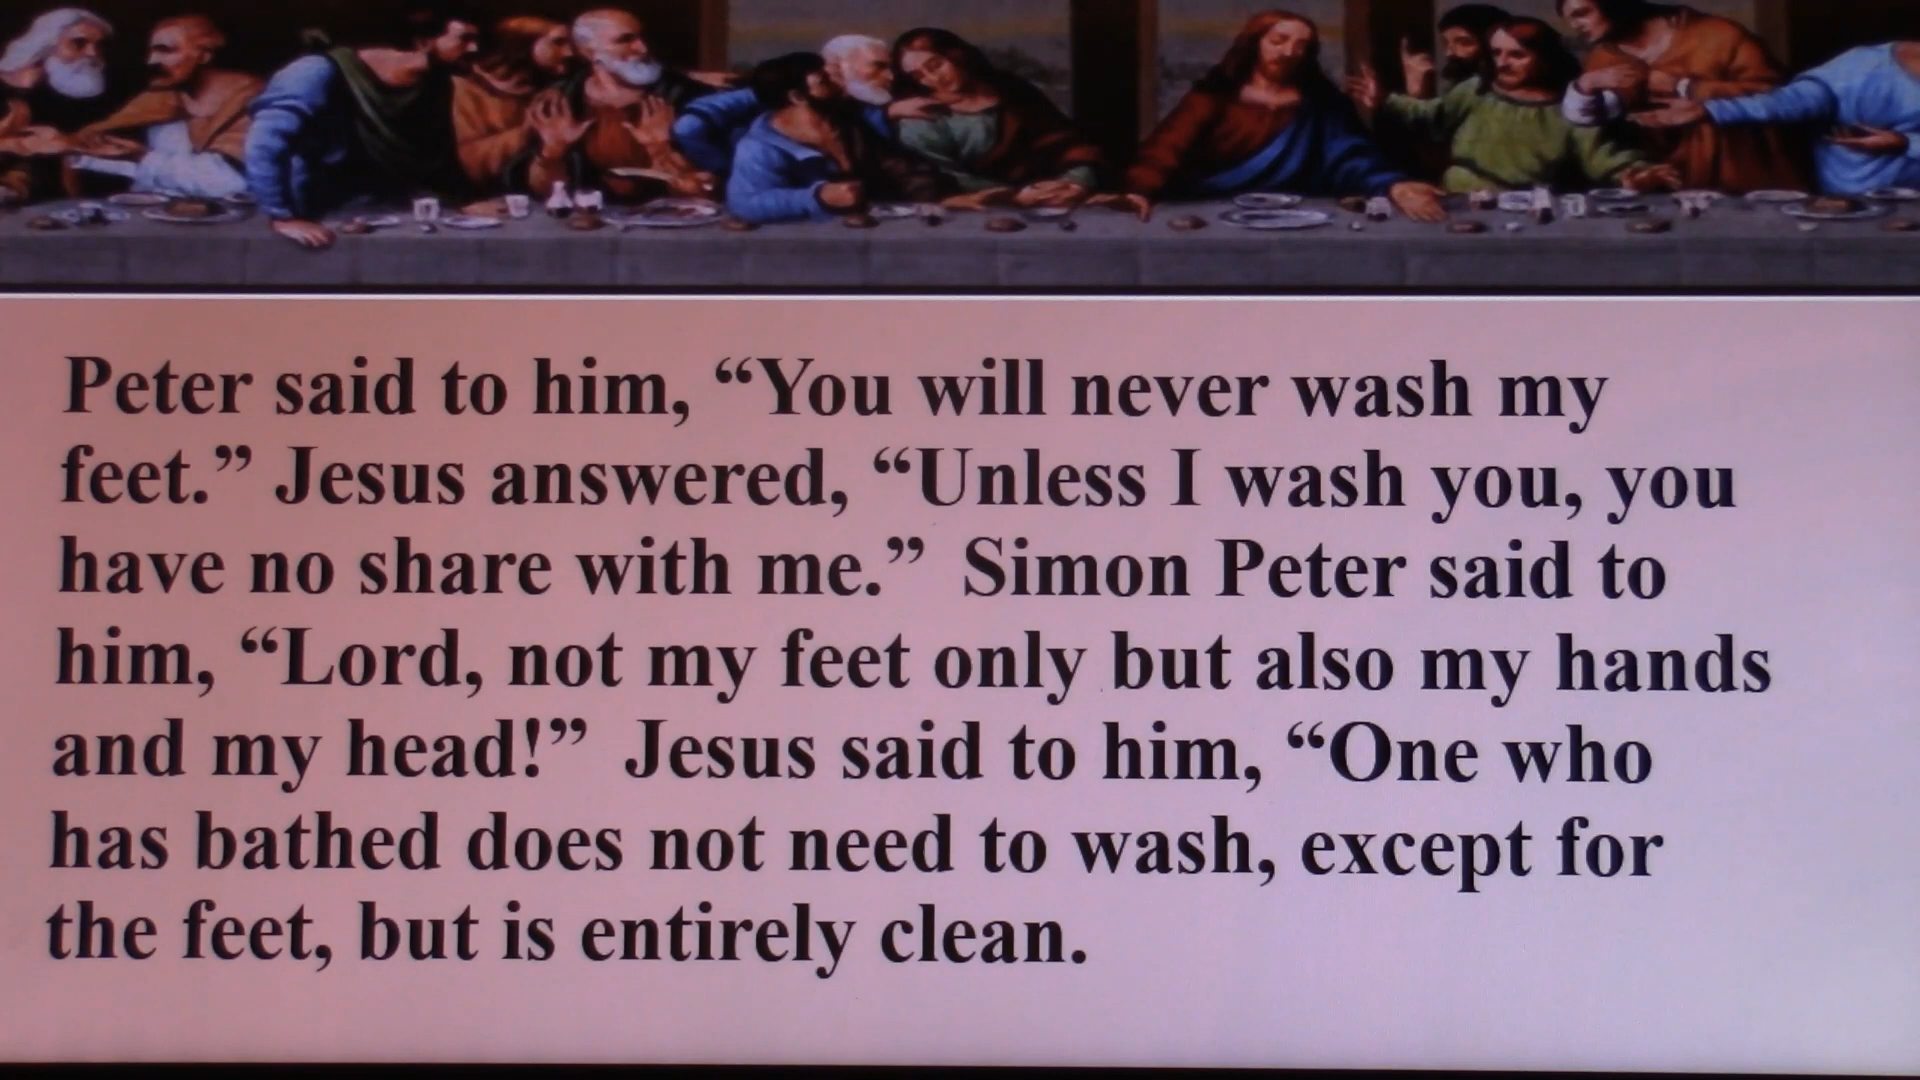 Peter said to him, “You will never wash my
feet.” Jesus answered, “Unless I wash you, you
have no share with me.” Simon Peter said to
him, “Lord, not my feet only but also my hands
and my head!” Jesus said to him, “One who
has bathed does not need to wash, except for
the feet, but is entirely clean.